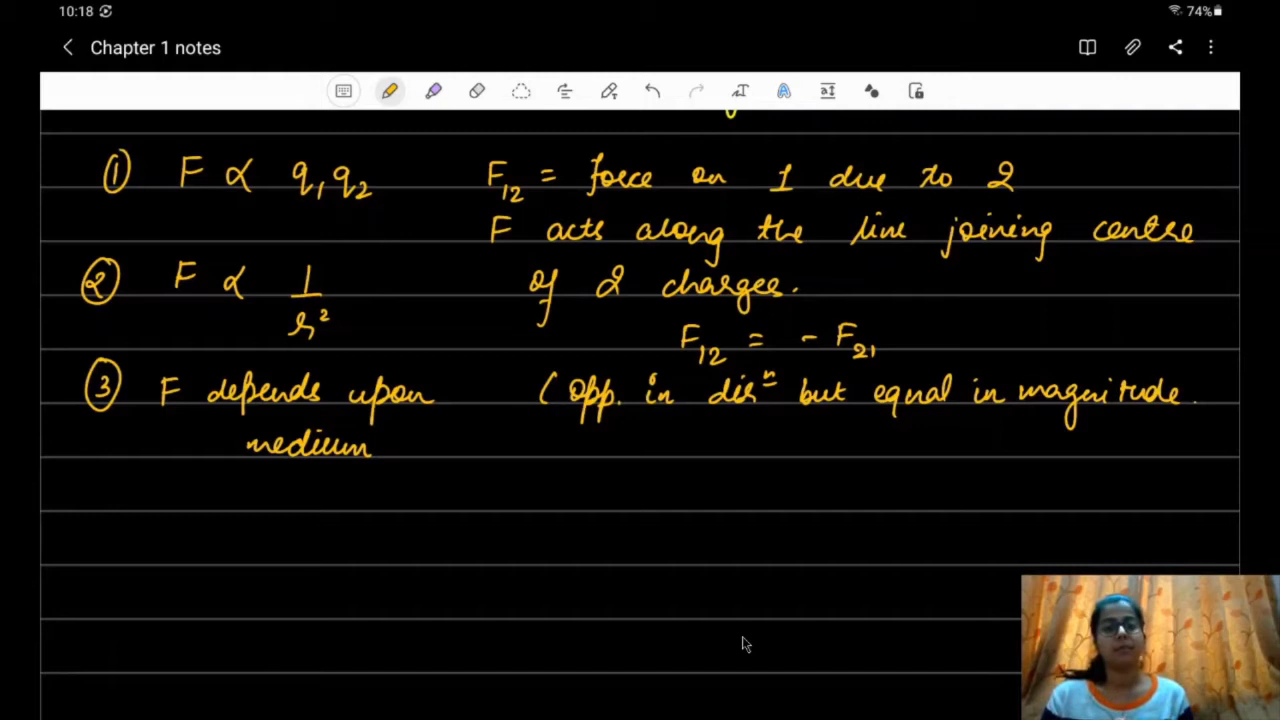 10:18
74%
Chapter 1 notes
① F ∝ q₁q₂
② F ∝ 1/r²
③ F depends upon
medium
F₁₂ = force on 1 due to 2
F acts along the line joining centre
of 2 charges.
F₁₂ = - F₂₁
(opp. in dirⁿ but equal in magnitude.